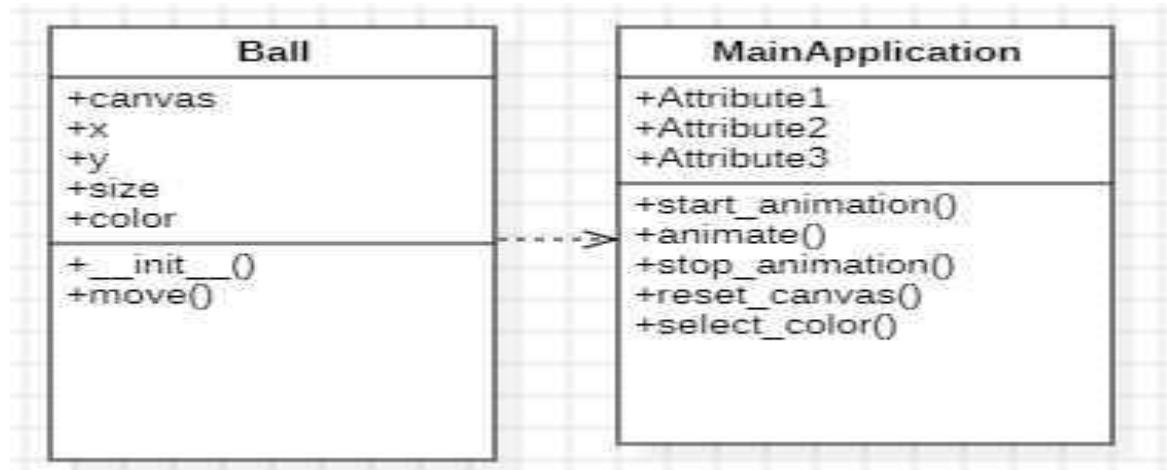 Ball
+canvas
+x
+y
+size
+color
+__init__()
+move()
MainApplication
+Attribute1
+Attribute2
+Attribute3
+start_animation()
+animate()
+stop_animation()
+reset_canvas()
+select_color()